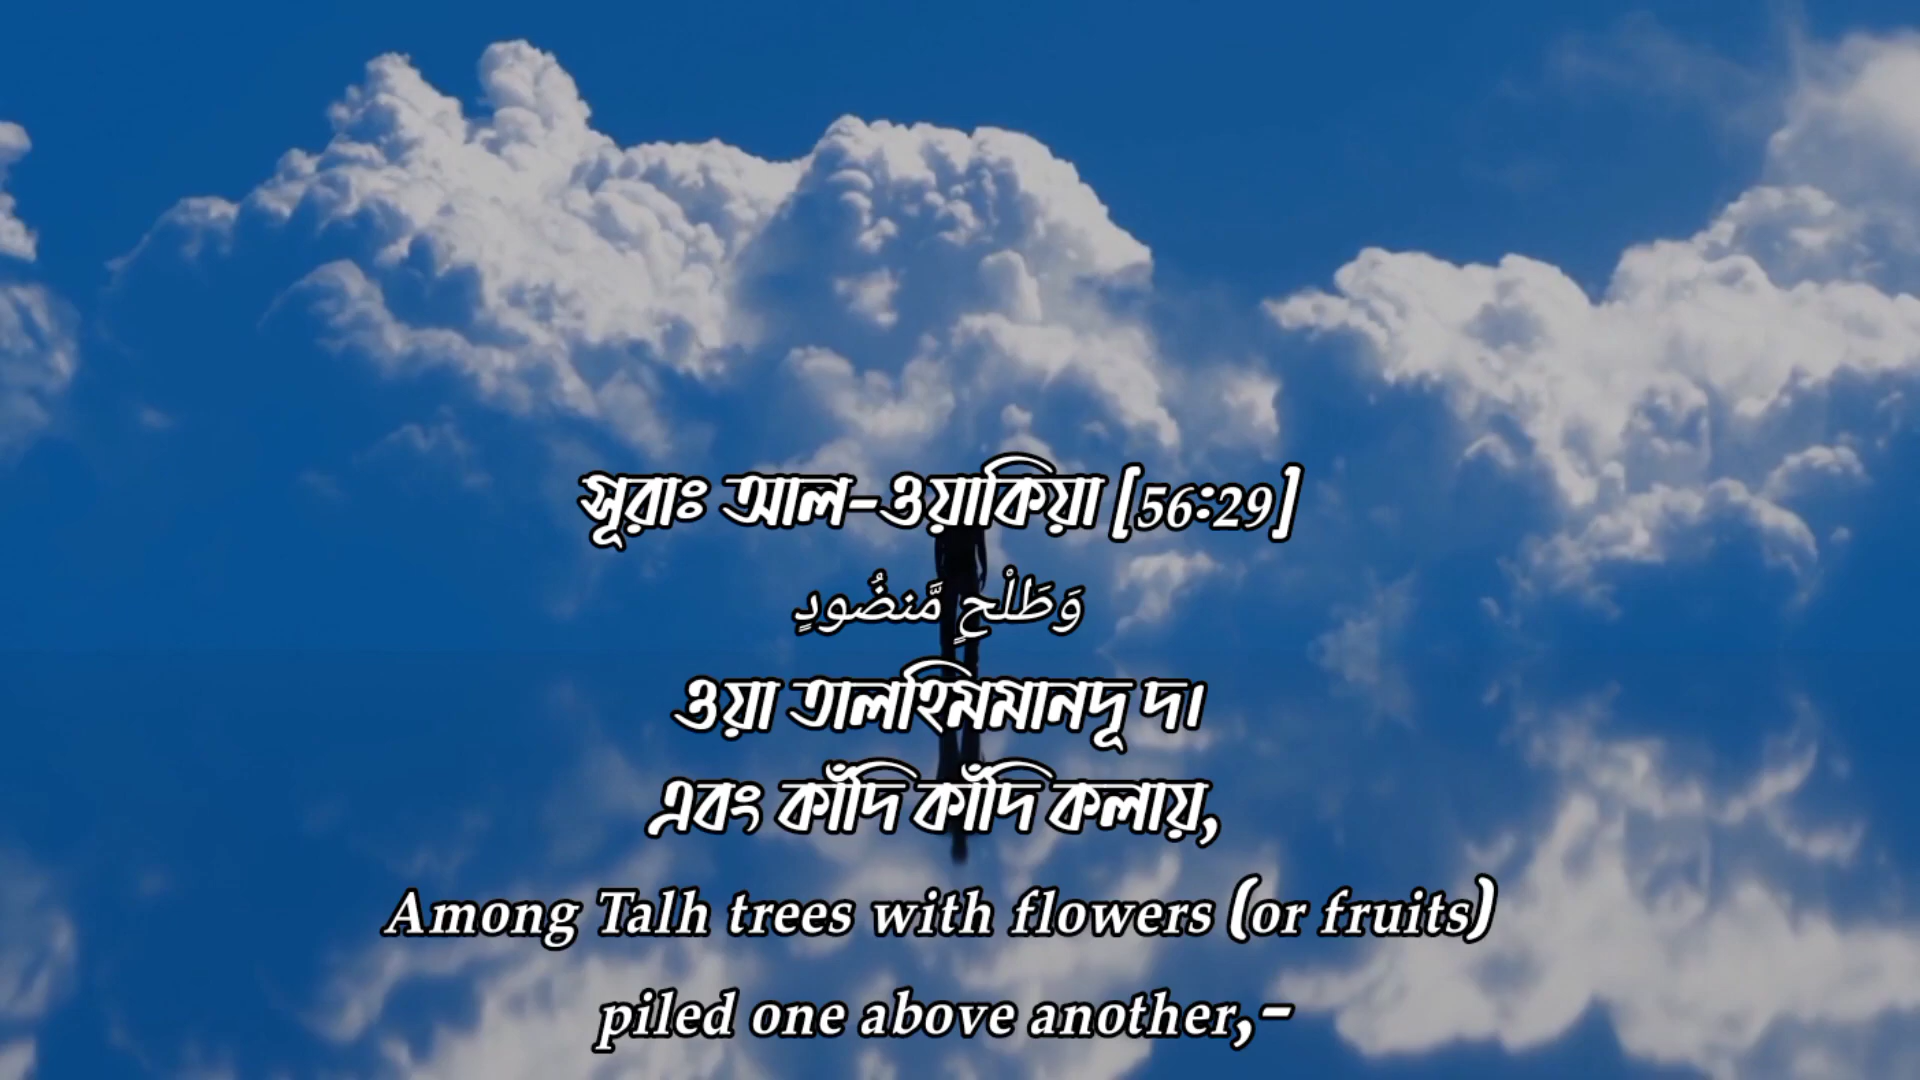 সূরাঃ আল-ওয়াকিয়া [56:29]
وَطَلْحٍ مَّنضُودٍ
ওয়া তালহিমমানদূ দ।
এবং কাঁদি কাঁদি কলায়,
Among Talh trees with flowers (or fruits)
piled one above another,-